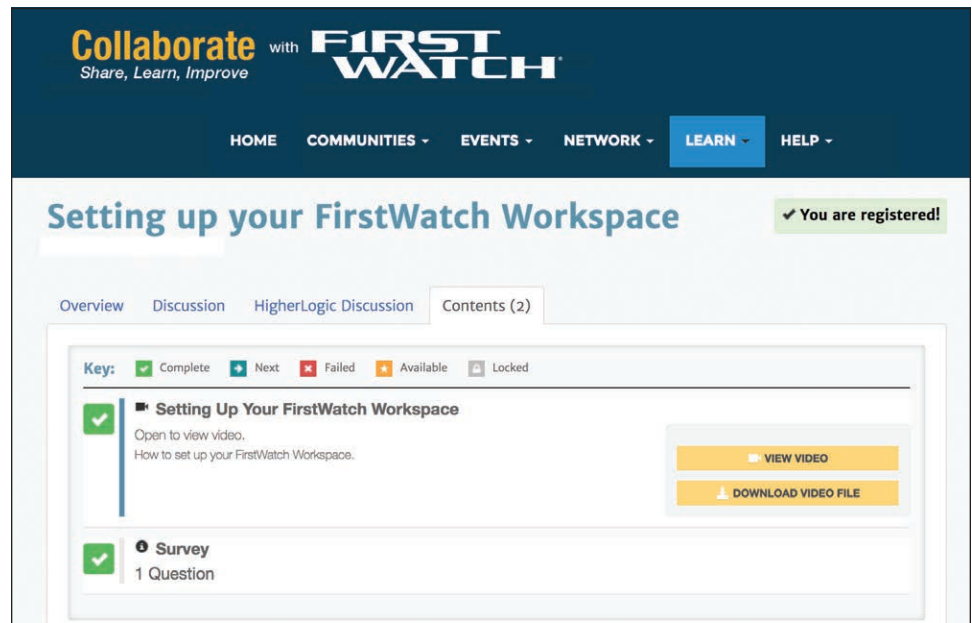 Collaborate with FIRST
Share, Learn, Improve WATCH
HOME COMMUNITIES EVENTS NETWORK LEARN HELP
Setting up your FirstWatch Workspace
You are registered!
Overview Discussion HigherLogic Discussion Contents (2)
Key: Complete Next Failed Available Locked
Setting Up Your FirstWatch Workspace
Open to view video.
How to set up your FirstWatch Workspace.
VIEW VIDEO
DOWNLOAD VIDEO FILE
Survey
1 Question